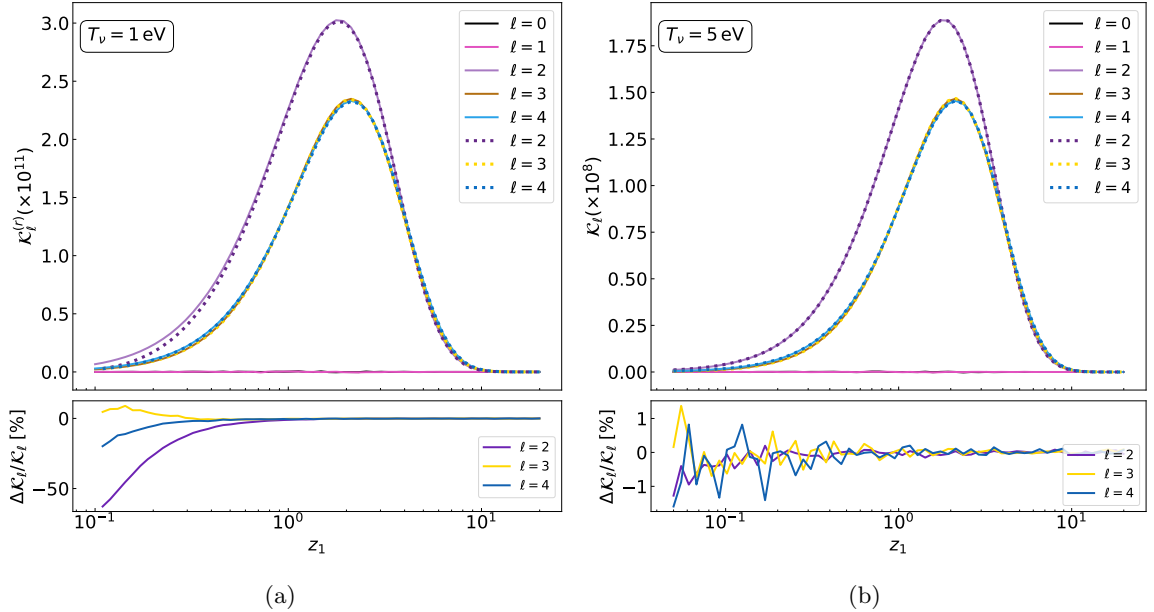 T_ν = 1 eV
ℓ = 0
ℓ = 1
ℓ = 2
ℓ = 3
ℓ = 4
ℓ = 2
ℓ = 3
ℓ = 4
3.0
2.5
2.0
1.5
1.0
0.5
0.0
𝒦_ℓ^(r)(×10^11)
0
−50
Δ𝒦_ℓ/𝒦_ℓ [%]
ℓ = 2
ℓ = 3
ℓ = 4
10^−1 10^0 10^1
z_1
(a)
T_ν = 5 eV
ℓ = 0
ℓ = 1
ℓ = 2
ℓ = 3
ℓ = 4
ℓ = 2
ℓ = 3
ℓ = 4
1.75
1.50
1.25
1.00
0.75
0.50
0.25
0.00
𝒦_ℓ(×10^8)
1
0
−1
Δ𝒦_ℓ/𝒦_ℓ [%]
ℓ = 2
ℓ = 3
ℓ = 4
10^−1 10^0 10^1
z_1
(b)